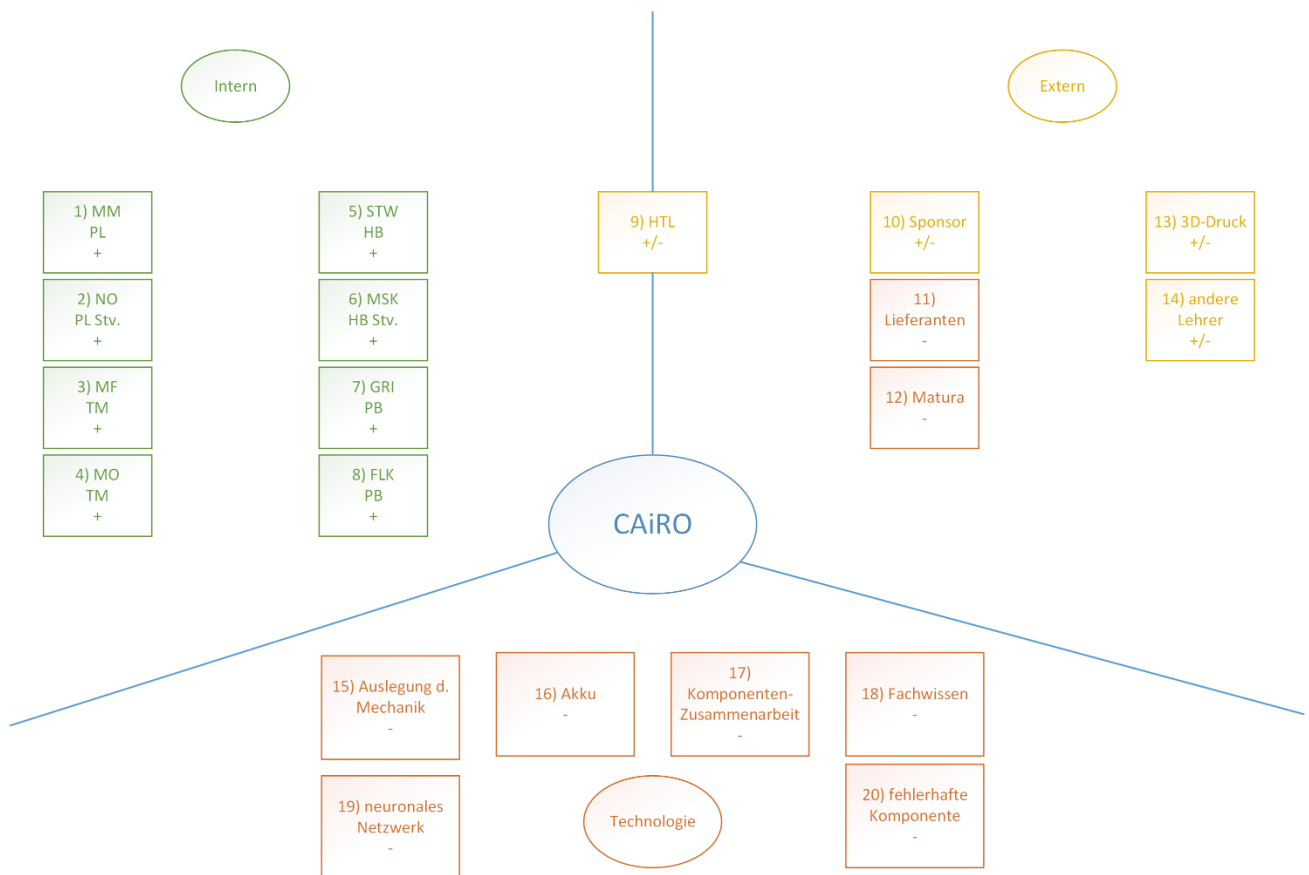 Intern
Extern
1) MM
PL
+
2) NO
PL Stv.
+
3) MF
TM
+
4) MO
TM
+
5) STW
HB
+
6) MSK
HB Stv.
+
7) GRI
PB
+
8) FLK
PB
+
9) HTL
+/-
10) Sponsor
+/-
11)
Lieferanten
-
12) Matura
-
13) 3D-Druck
+/-
14) andere
Lehrer
+/-
CAiRO
15) Auslegung d.
Mechanik
-
16) Akku
-
17)
Komponenten-
Zusammenarbeit
-
18) Fachwissen
-
19) neuronales
Netzwerk
-
Technologie
20) fehlerhafte
Komponente
-